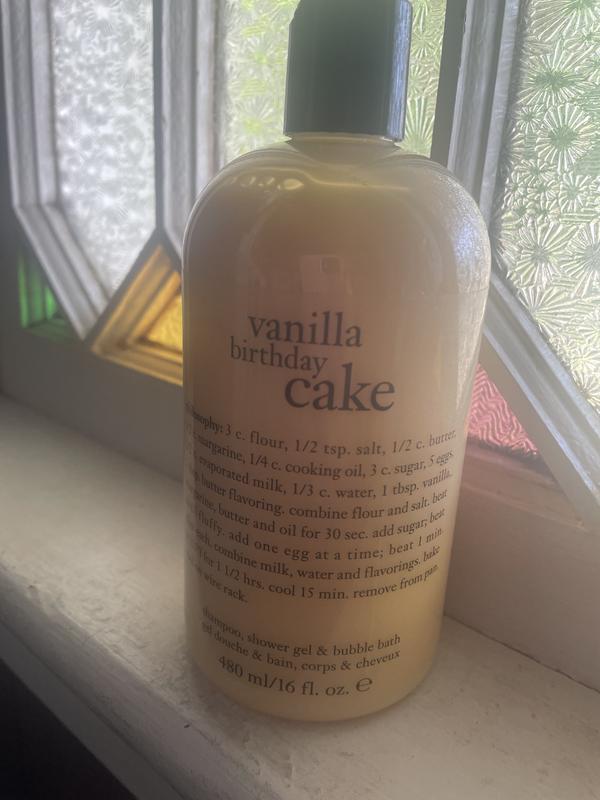 vanilla
birthday
cake
philosophy: 3 c. flour, 1/2 tsp. salt, 1/2 c. butter,
margarine, 1/4 c. cooking oil, 3 c. sugar, 5 eggs,
evaporated milk, 1/3 c. water, 1 tbsp. vanilla,
butter flavoring. combine flour and salt. beat
butter and oil for 30 sec. add sugar; beat
fluffy. add one egg at a time; beat 1 min.
combine milk, water and flavorings. bake
for 1 1/2 hrs. cool 15 min. remove from pan.
wire rack.
shampoo, shower gel & bubble bath
gel douche & bain, corps & cheveux
480 ml/16 fl. oz. ℮